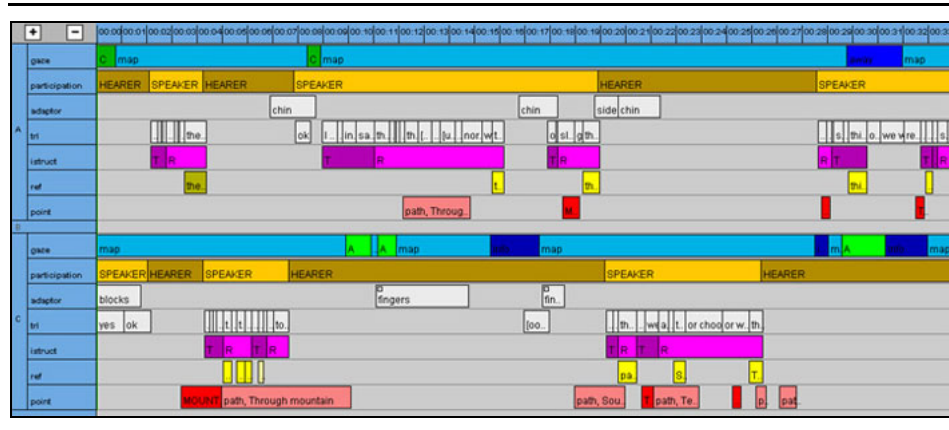 + - 00:00 00:01 00:02 00:03 00:04 00:05 00:06 00:07 00:08 00:09 00:10 00:11 00:12 00:13 00:14 00:15 00:16 00:17 00:18 00:19 00:20 00:21 00:22 00:23 00:24 00:25 00:26 00:27 00:28 00:29 00:30 00:31 00:32 00:3
gaze C map C map map
participation HEARER SPEAKER HEARER SPEAKER HEARER SPEAKER
adaptor chin chin side chin
A trl the.. ok I .. in sa.. th.. th.. [.. [u.. nor. w t.. o sl.. g th.. s. thi.. o.. we w re.. s.
istruct T R T R T R R T T R
ref the.. t.. th.. thi..
point path, Throug.. M.. T..
B
gaze map A A map map m A map
participation SPEAKER HEARER SPEAKER HEARER SPEAKER HEARER
adaptor blocks fingers fin..
C trl yes ok t.. t.. to.. [oo.. th.. we a.. t.. or choo or w.. th..
istruct T R T R T R T R
ref pa.. S.. T..
point MOUNT path, Through mountain path, Sou.. T path, Te.. p.. pat..